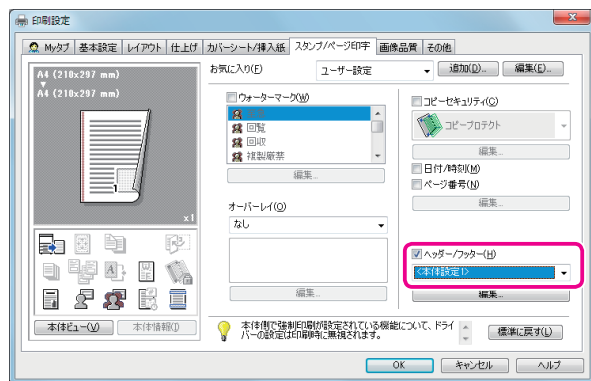 印刷設定
Myタブ 基本設定 レイアウト 仕上げ カバーシート/挿入紙 スタンプ/ページ印字 画像品質 その他
A4 (210x297 mm)
A4 (210x297 mm)
1
x1
本体ビュー(V) 本体情報(I)
お気に入り(F) ユーザー設定 追加(D)... 編集(E)...
ウォーターマーク(W)
回覧
回収
複製厳禁
編集...
オーバーレイ(O)
なし
編集...
コピーセキュリティ(C)
コピープロテクト
編集...
日付/時刻(M)
ページ番号(N)
編集...
ヘッダー/フッター(H)
<本体設定1>
編集...
本体側で強制印刷が設定されている機能について、ドライ
バーの設定は印刷時に無視されます。
標準に戻す(L)
OK キャンセル ヘルプ